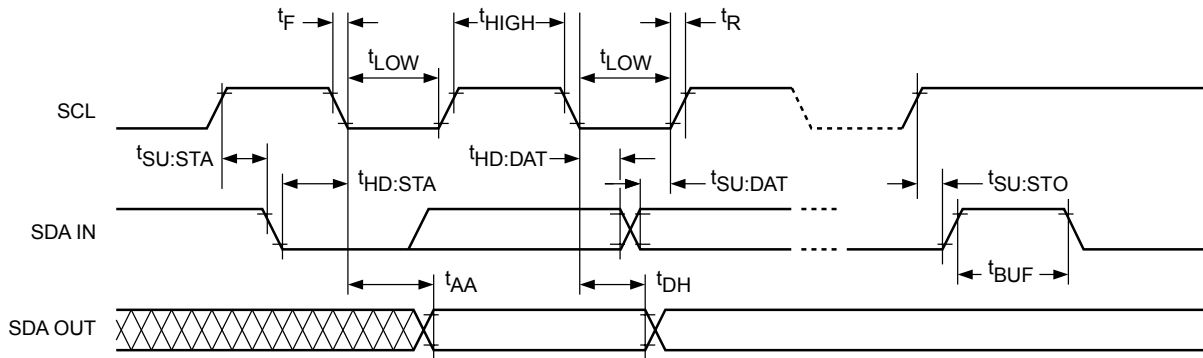 tF
tHIGH
tR
tLOW
tLOW
SCL
tSU:STA
tHD:DAT
tHD:STA
tSU:DAT
tSU:STO
SDA IN
tBUF
tAA
tDH
SDA OUT